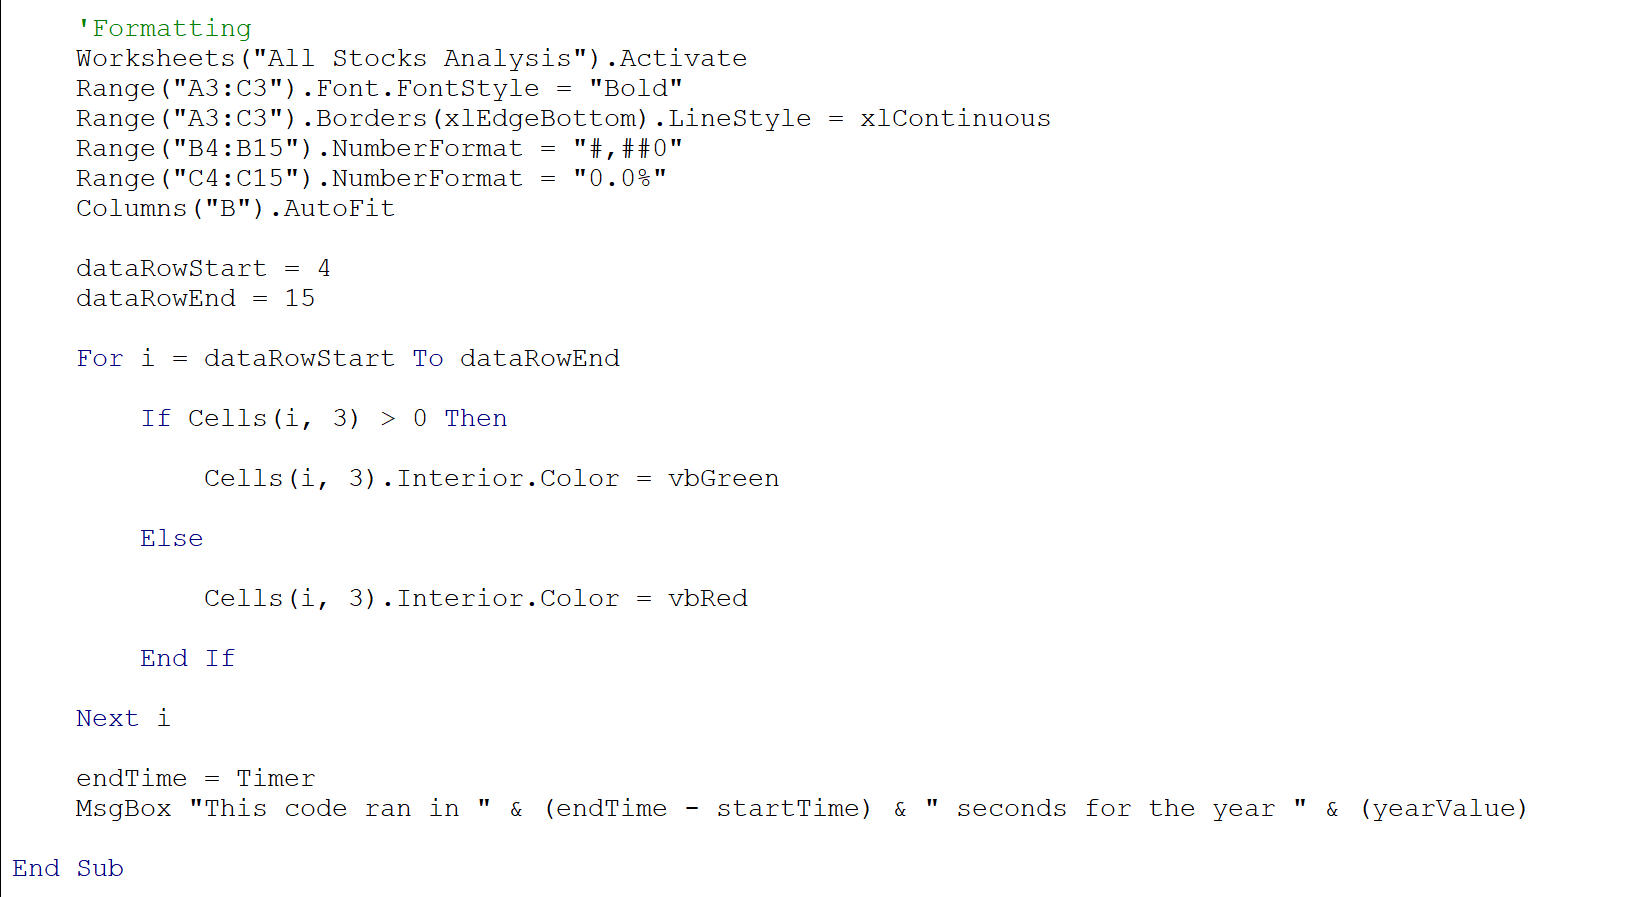 'Formatting
Worksheets("All Stocks Analysis").Activate
Range("A3:C3").Font.FontStyle = "Bold"
Range("A3:C3").Borders(xlEdgeBottom).LineStyle = xlContinuous
Range("B4:B15").NumberFormat = "#,##0"
Range("C4:C15").NumberFormat = "0.0%"
Columns("B").AutoFit
dataRowStart = 4
dataRowEnd = 15
For i = dataRowStart To dataRowEnd
If Cells(i, 3) > 0 Then
Cells(i, 3).Interior.Color = vbGreen
Else
Cells(i, 3).Interior.Color = vbRed
End If
Next i
endTime = Timer
MsgBox "This code ran in " & (endTime - startTime) & " seconds for the year " & (yearValue)
End Sub